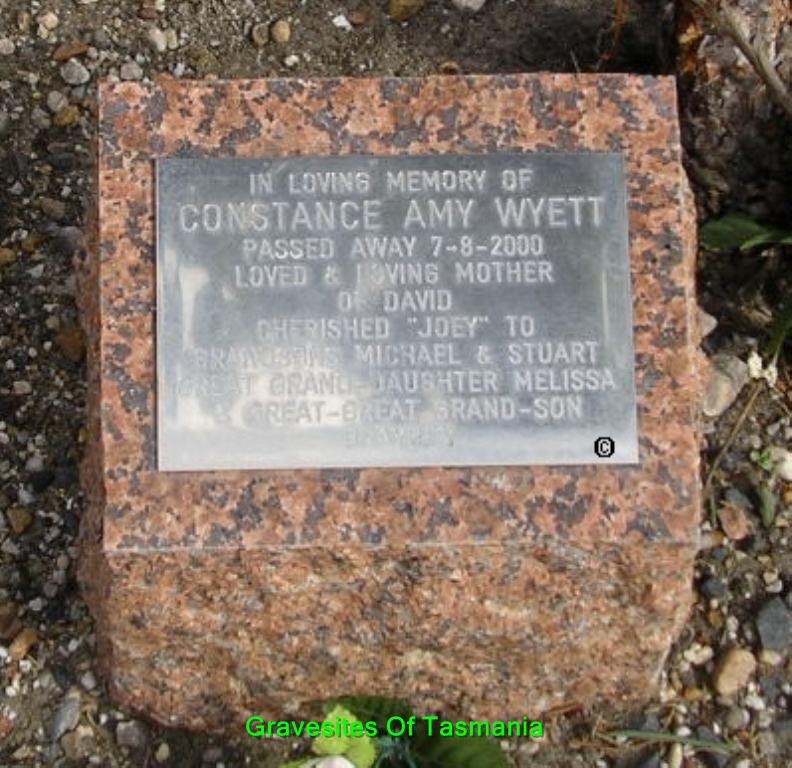 IN LOVING MEMORY OF
CONSTANCE AMY WYETT
PASSED AWAY 7-8-2000
LOVED & LOVING MOTHER
OF DAVID
CHERISHED "JOEY" TO
GRANDSONS MICHAEL & STUART
GREAT GRAND-DAUGHTER MELISSA
& GREAT-GREAT GRAND-SON
©
Gravesites Of Tasmania